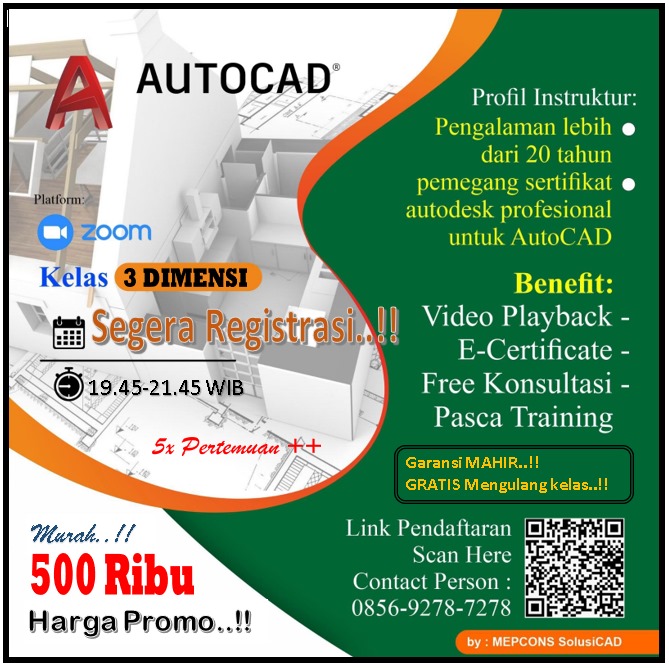 AUTOCAD®
Platform:
zoom
Kelas 3 DIMENSI
Segera Registrasi..!!
19.45-21.45 WIB
5x Pertemuan ++
Murah..!!
500 Ribu
Harga Promo..!!
Profil Instruktur:
Pengalaman lebih
dari 20 tahun
pemegang sertifikat
autodesk profesional
untuk AutoCAD
Benefit:
Video Playback -
E-Certificate -
Free Konsultasi -
Pasca Training
Garansi MAHIR..!!
GRATIS Mengulang kelas..!!
Link Pendaftaran
Scan Here
Contact Person :
0856-9278-7278
by : MEPCONS SolusiCAD